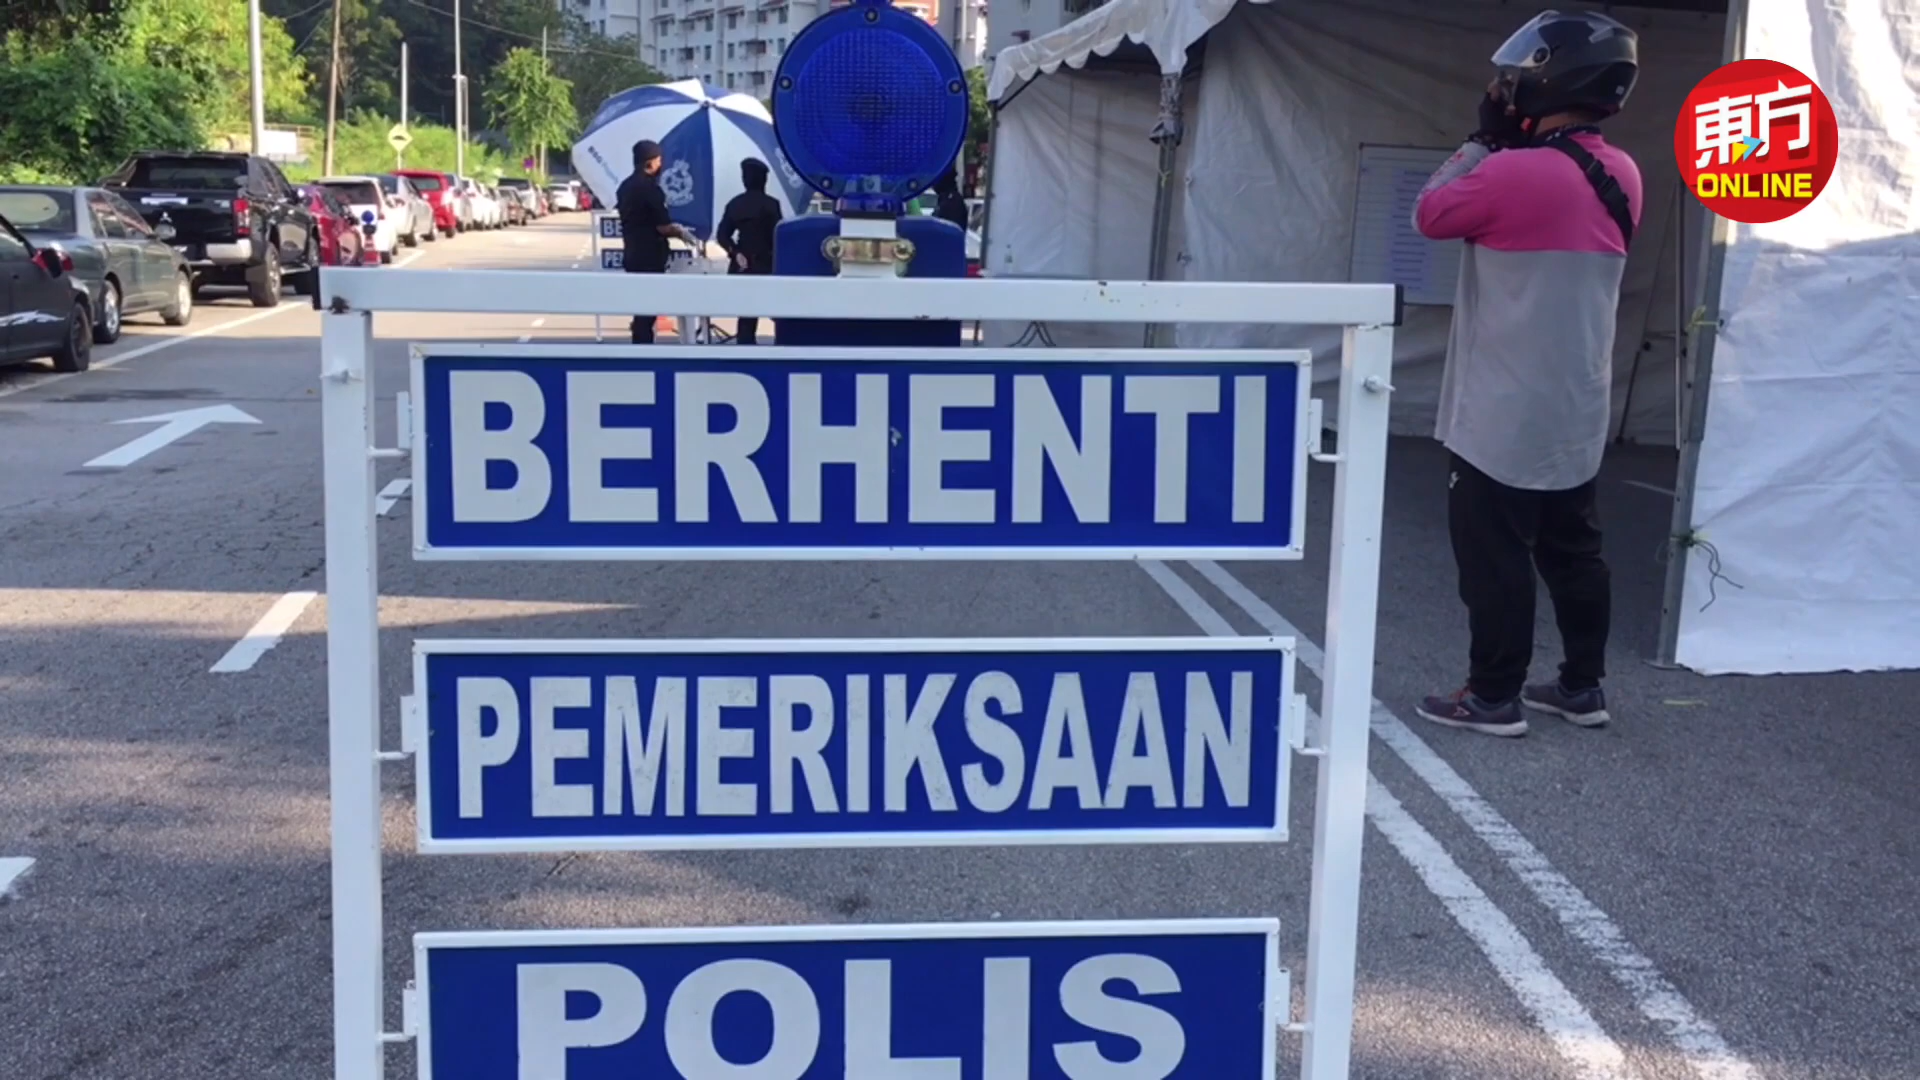 東方
ONLINE
BERHENTI
PEMERIKSAAN
POLIS